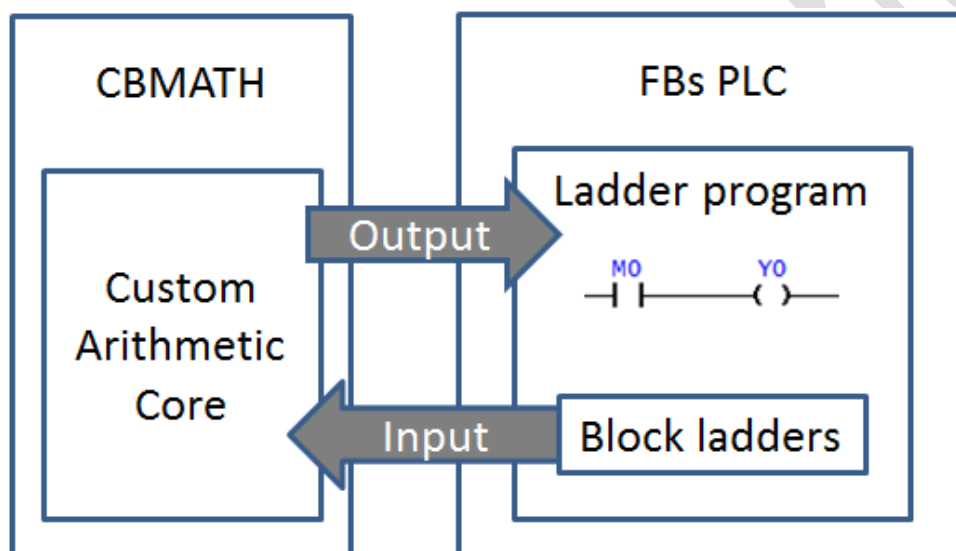 CBMATH
Custom
Arithmetic
Core
Output
Input
FBs PLC
Ladder program
M0 Y0
Block ladders